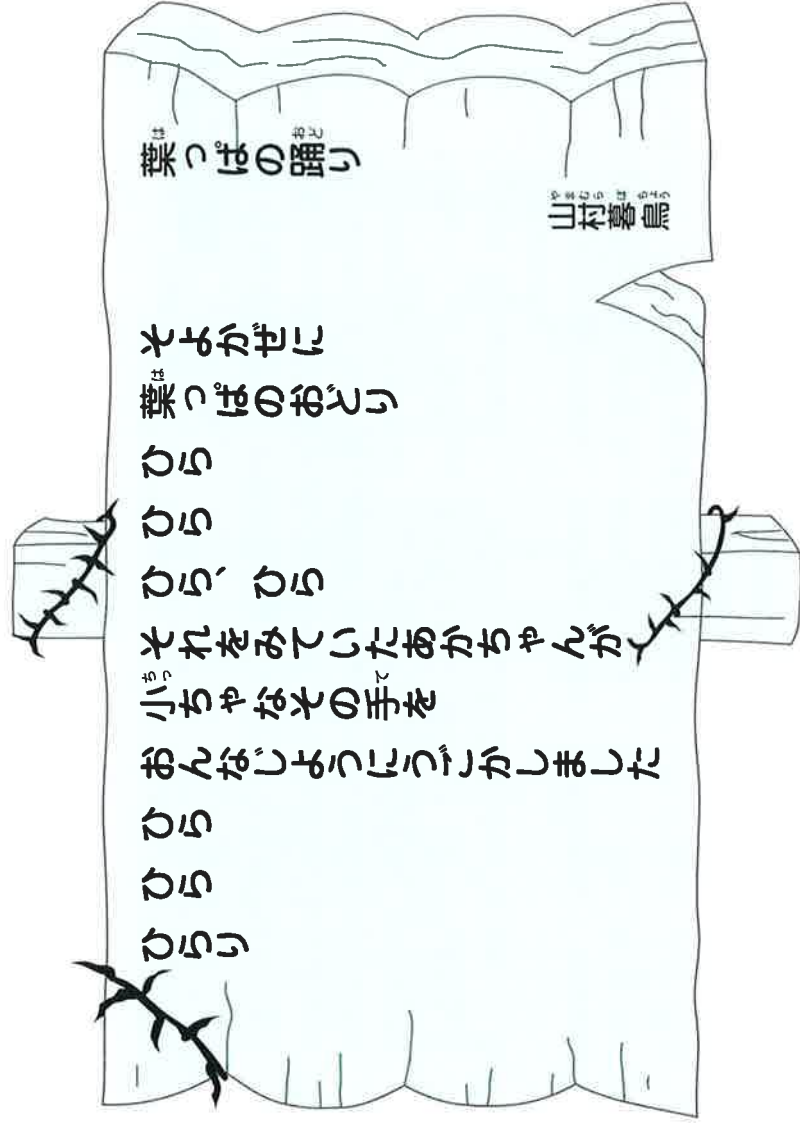 葉っぱの踊り
山村暮鳥
そよかぜに
葉っぱのおどり
ひら
ひら
ひら、ひら
それをみていたあかちゃんが
小ちゃなその手を
おんなじようにうごかしました
ひら
ひら
ひらり